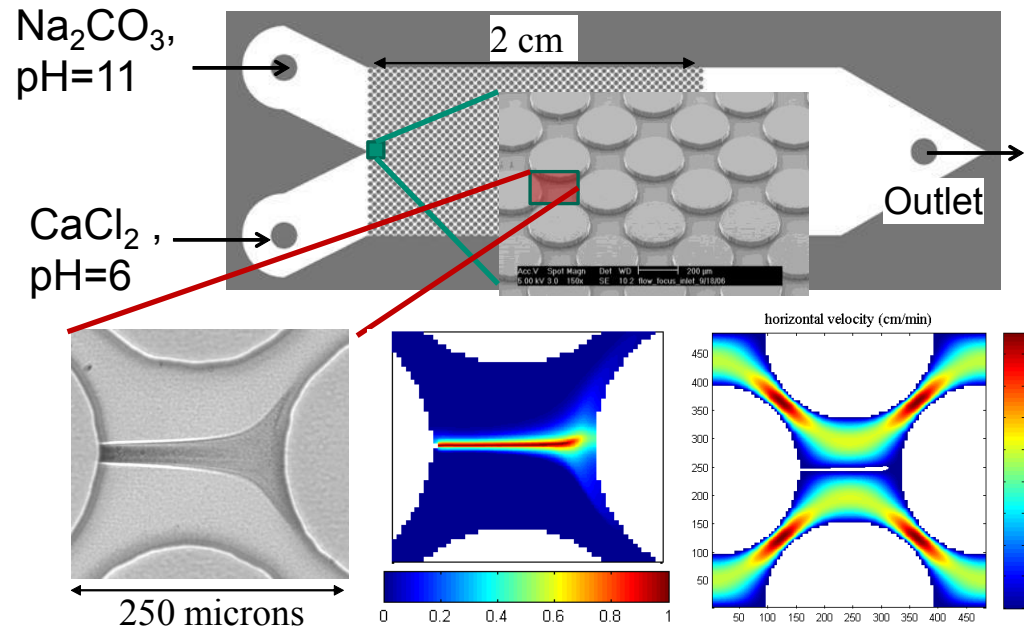 Na₂CO₃,
pH=11
2 cm
CaCl₂ ,
pH=6
Outlet
Acc.V Spot Magn Det WD 200 µm
5.00 kV 3.0 150x SE 10.2 flow_focus_inlet_9/18/06
250 microns
0 0.2 0.4 0.6 0.8 1
horizontal velocity (cm/min)
450
400
350
300
250
200
150
100
50
50 100 150 200 250 300 350 400 450